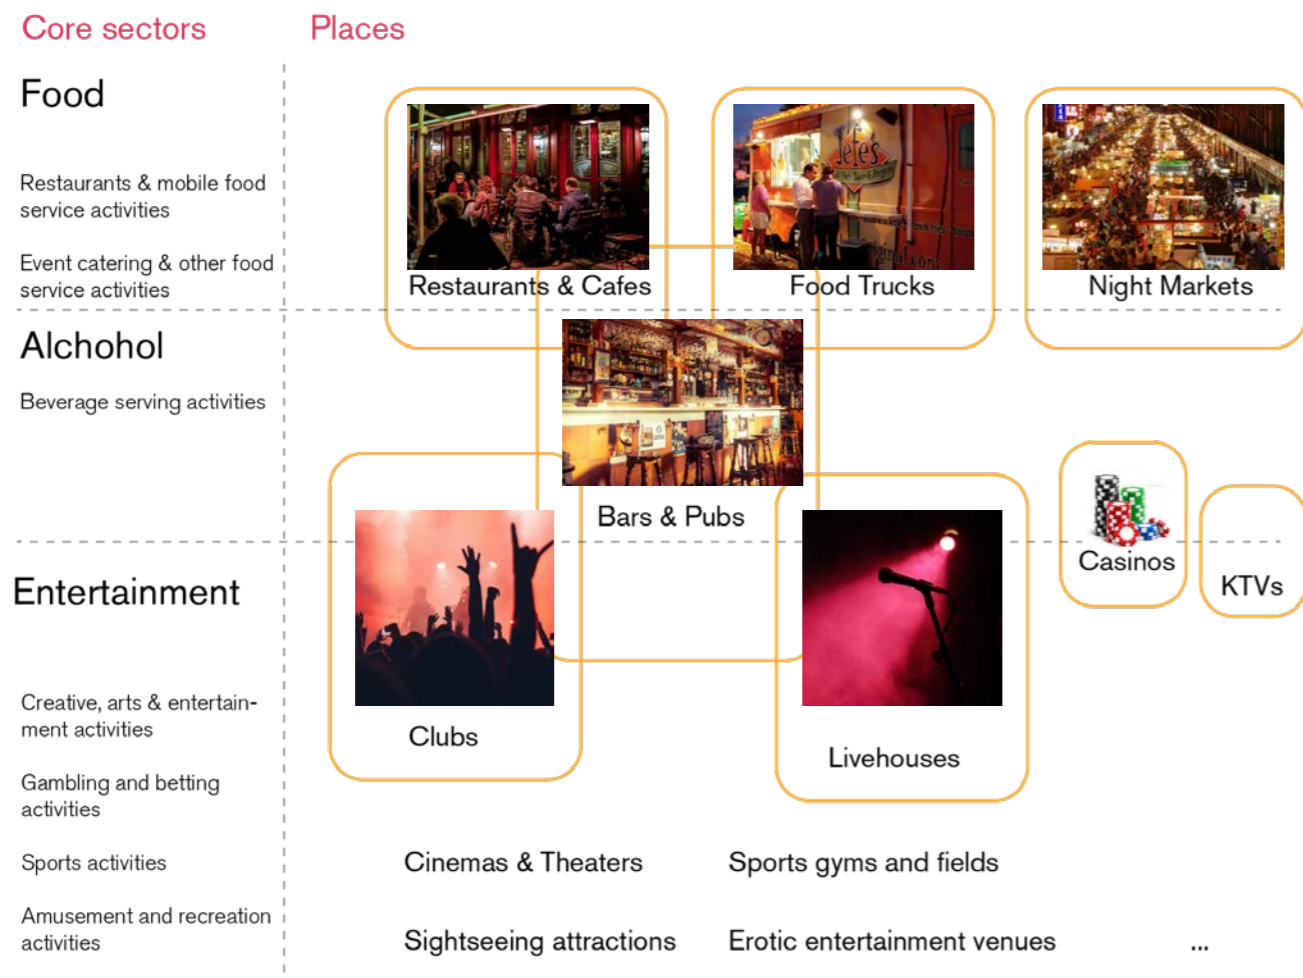 Core sectors
Places
Food
Restaurants & mobile food
service activities
Event catering & other food
service activities
Jefe's
original.com
Restaurants & Cafes
Food Trucks
Night Markets
Alchohol
Beverage serving activities
Bars & Pubs
Casinos
KTVs
Entertainment
Clubs
Livehouses
Creative, arts & entertain-
ment activities
Gambling and betting
activities
Sports activities
Amusement and recreation
activities
Cinemas & Theaters
Sports gyms and fields
Sightseeing attractions
Erotic entertainment venues
...